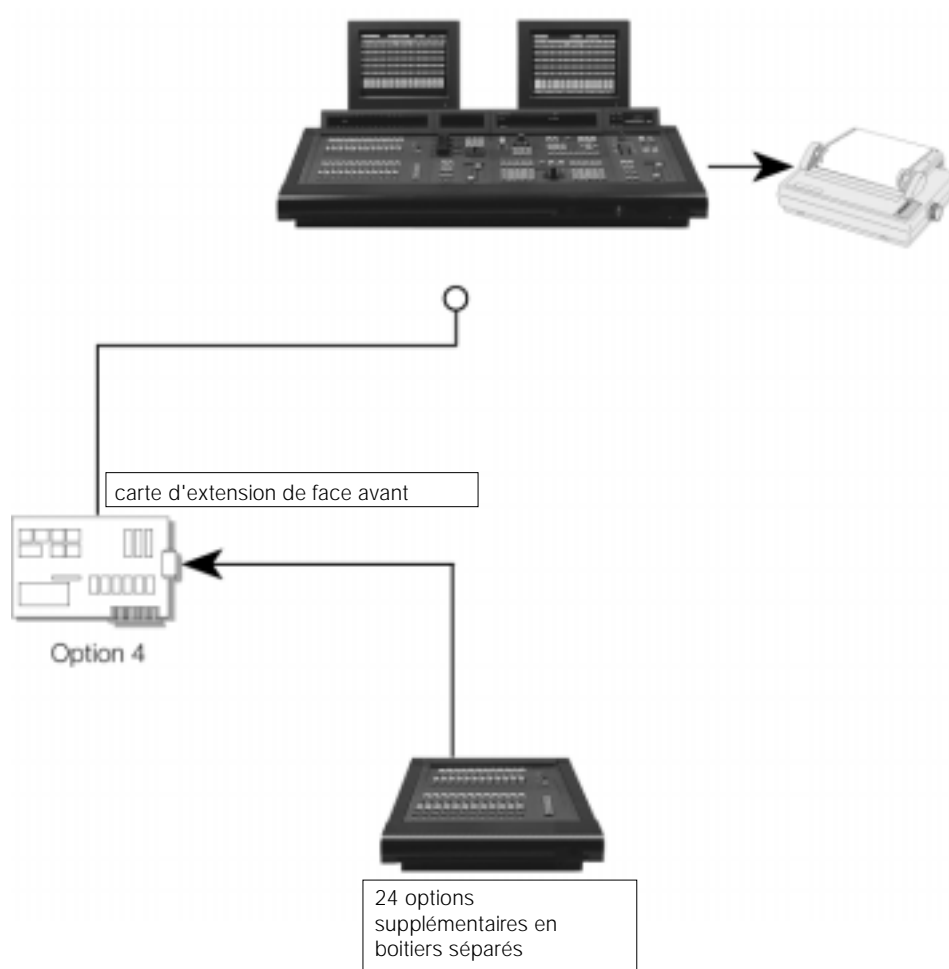 carte d'extension de face avant
Option 4
24 options
supplémentaires en
boitiers séparés